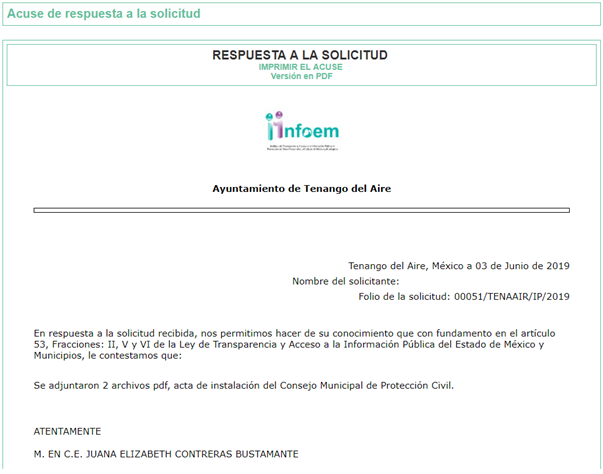 Acuse de respuesta a la solicitud
RESPUESTA A LA SOLICITUD
IMPRIMIR EL ACUSE
Versión en PDF
infoem
Ayuntamiento de Tenango del Aire
Tenango del Aire, México a 03 de Junio de 2019
Nombre del solicitante:
Folio de la solicitud: 00051/TENAAIR/IP/2019
En respuesta a la solicitud recibida, nos permitimos hacer de su conocimiento que con fundamento en el artículo
53, Fracciones: II, V y VI de la Ley de Transparencia y Acceso a la Información Pública del Estado de México y
Municipios, le contestamos que:
Se adjuntaron 2 archivos pdf, acta de instalación del Consejo Municipal de Protección Civil.
ATENTAMENTE
M. EN C.E. JUANA ELIZABETH CONTRERAS BUSTAMANTE